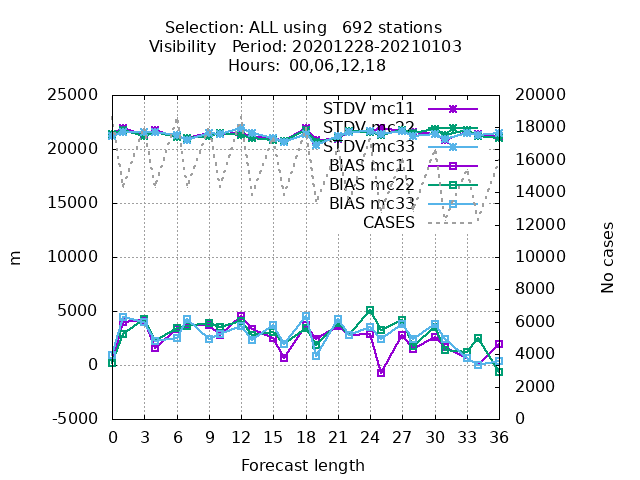 Selection: ALL using 692 stations
Visibility Period: 20201228-20210103
Hours: 00,06,12,18
25000
20000
15000
10000
5000
0
-5000
20000
18000
16000
14000
12000
10000
8000
6000
4000
2000
0
STDV mc11
STDV mc22
STDV mc33
BIAS mc11
BIAS mc22
BIAS mc33
CASES
m
No cases
0 3 6 9 12 15 18 21 24 27 30 33 36
Forecast length